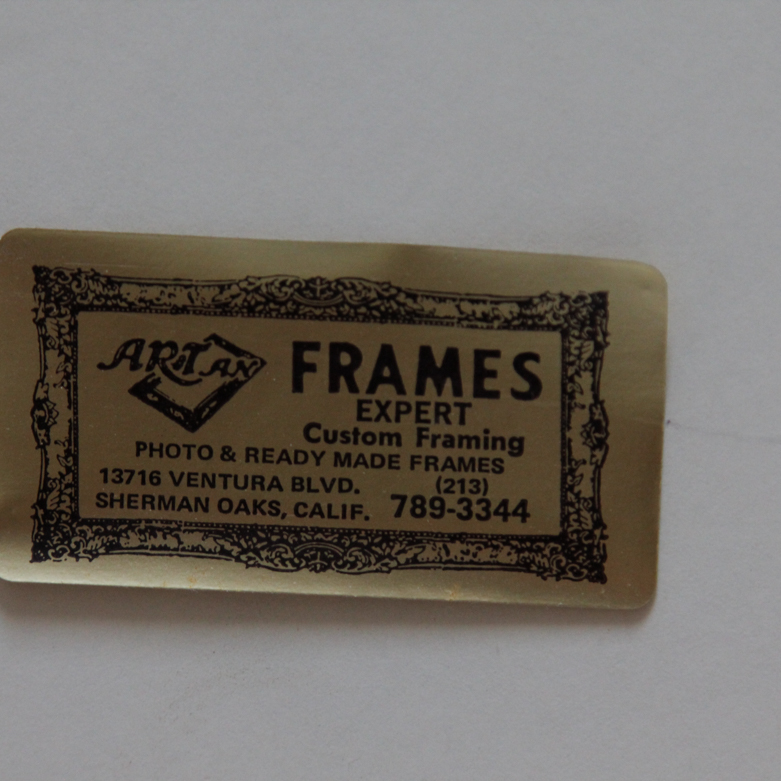 ARTAN
FRAMES
EXPERT
Custom Framing
PHOTO & READY MADE FRAMES
13716 VENTURA BLVD. (213)
SHERMAN OAKS, CALIF. 789-3344